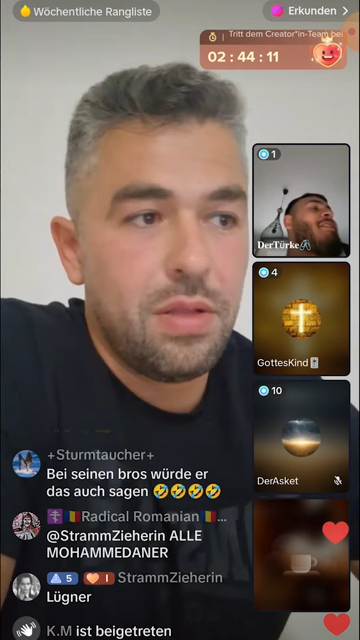 Wöchentliche Rangliste
Erkunden >
Tritt dem Creator*in-Team bei
02 : 44 : 11
1
DerTürke
4
GottesKind
10
DerAsket
+Sturmtaucher+
Bei seinen bros würde er
das auch sagen 🤣🤣🤣🤣
☦️🇷🇴Radical Romanian🇷🇴...
@StrammZieherin ALLE
MOHAMMEDANER
5 I StrammZieherin
Lügner
K.M ist beigetreten